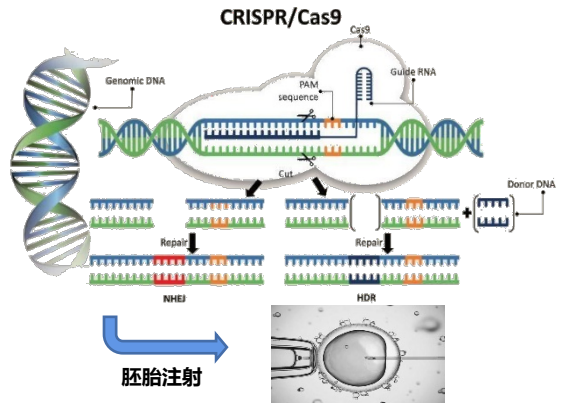 CRISPR/Cas9
Cas9
Genomic DNA
Guide RNA
PAM
sequence
Cut
Donor DNA
Repair
Repair
NHEJ
HDR
胚胎注射